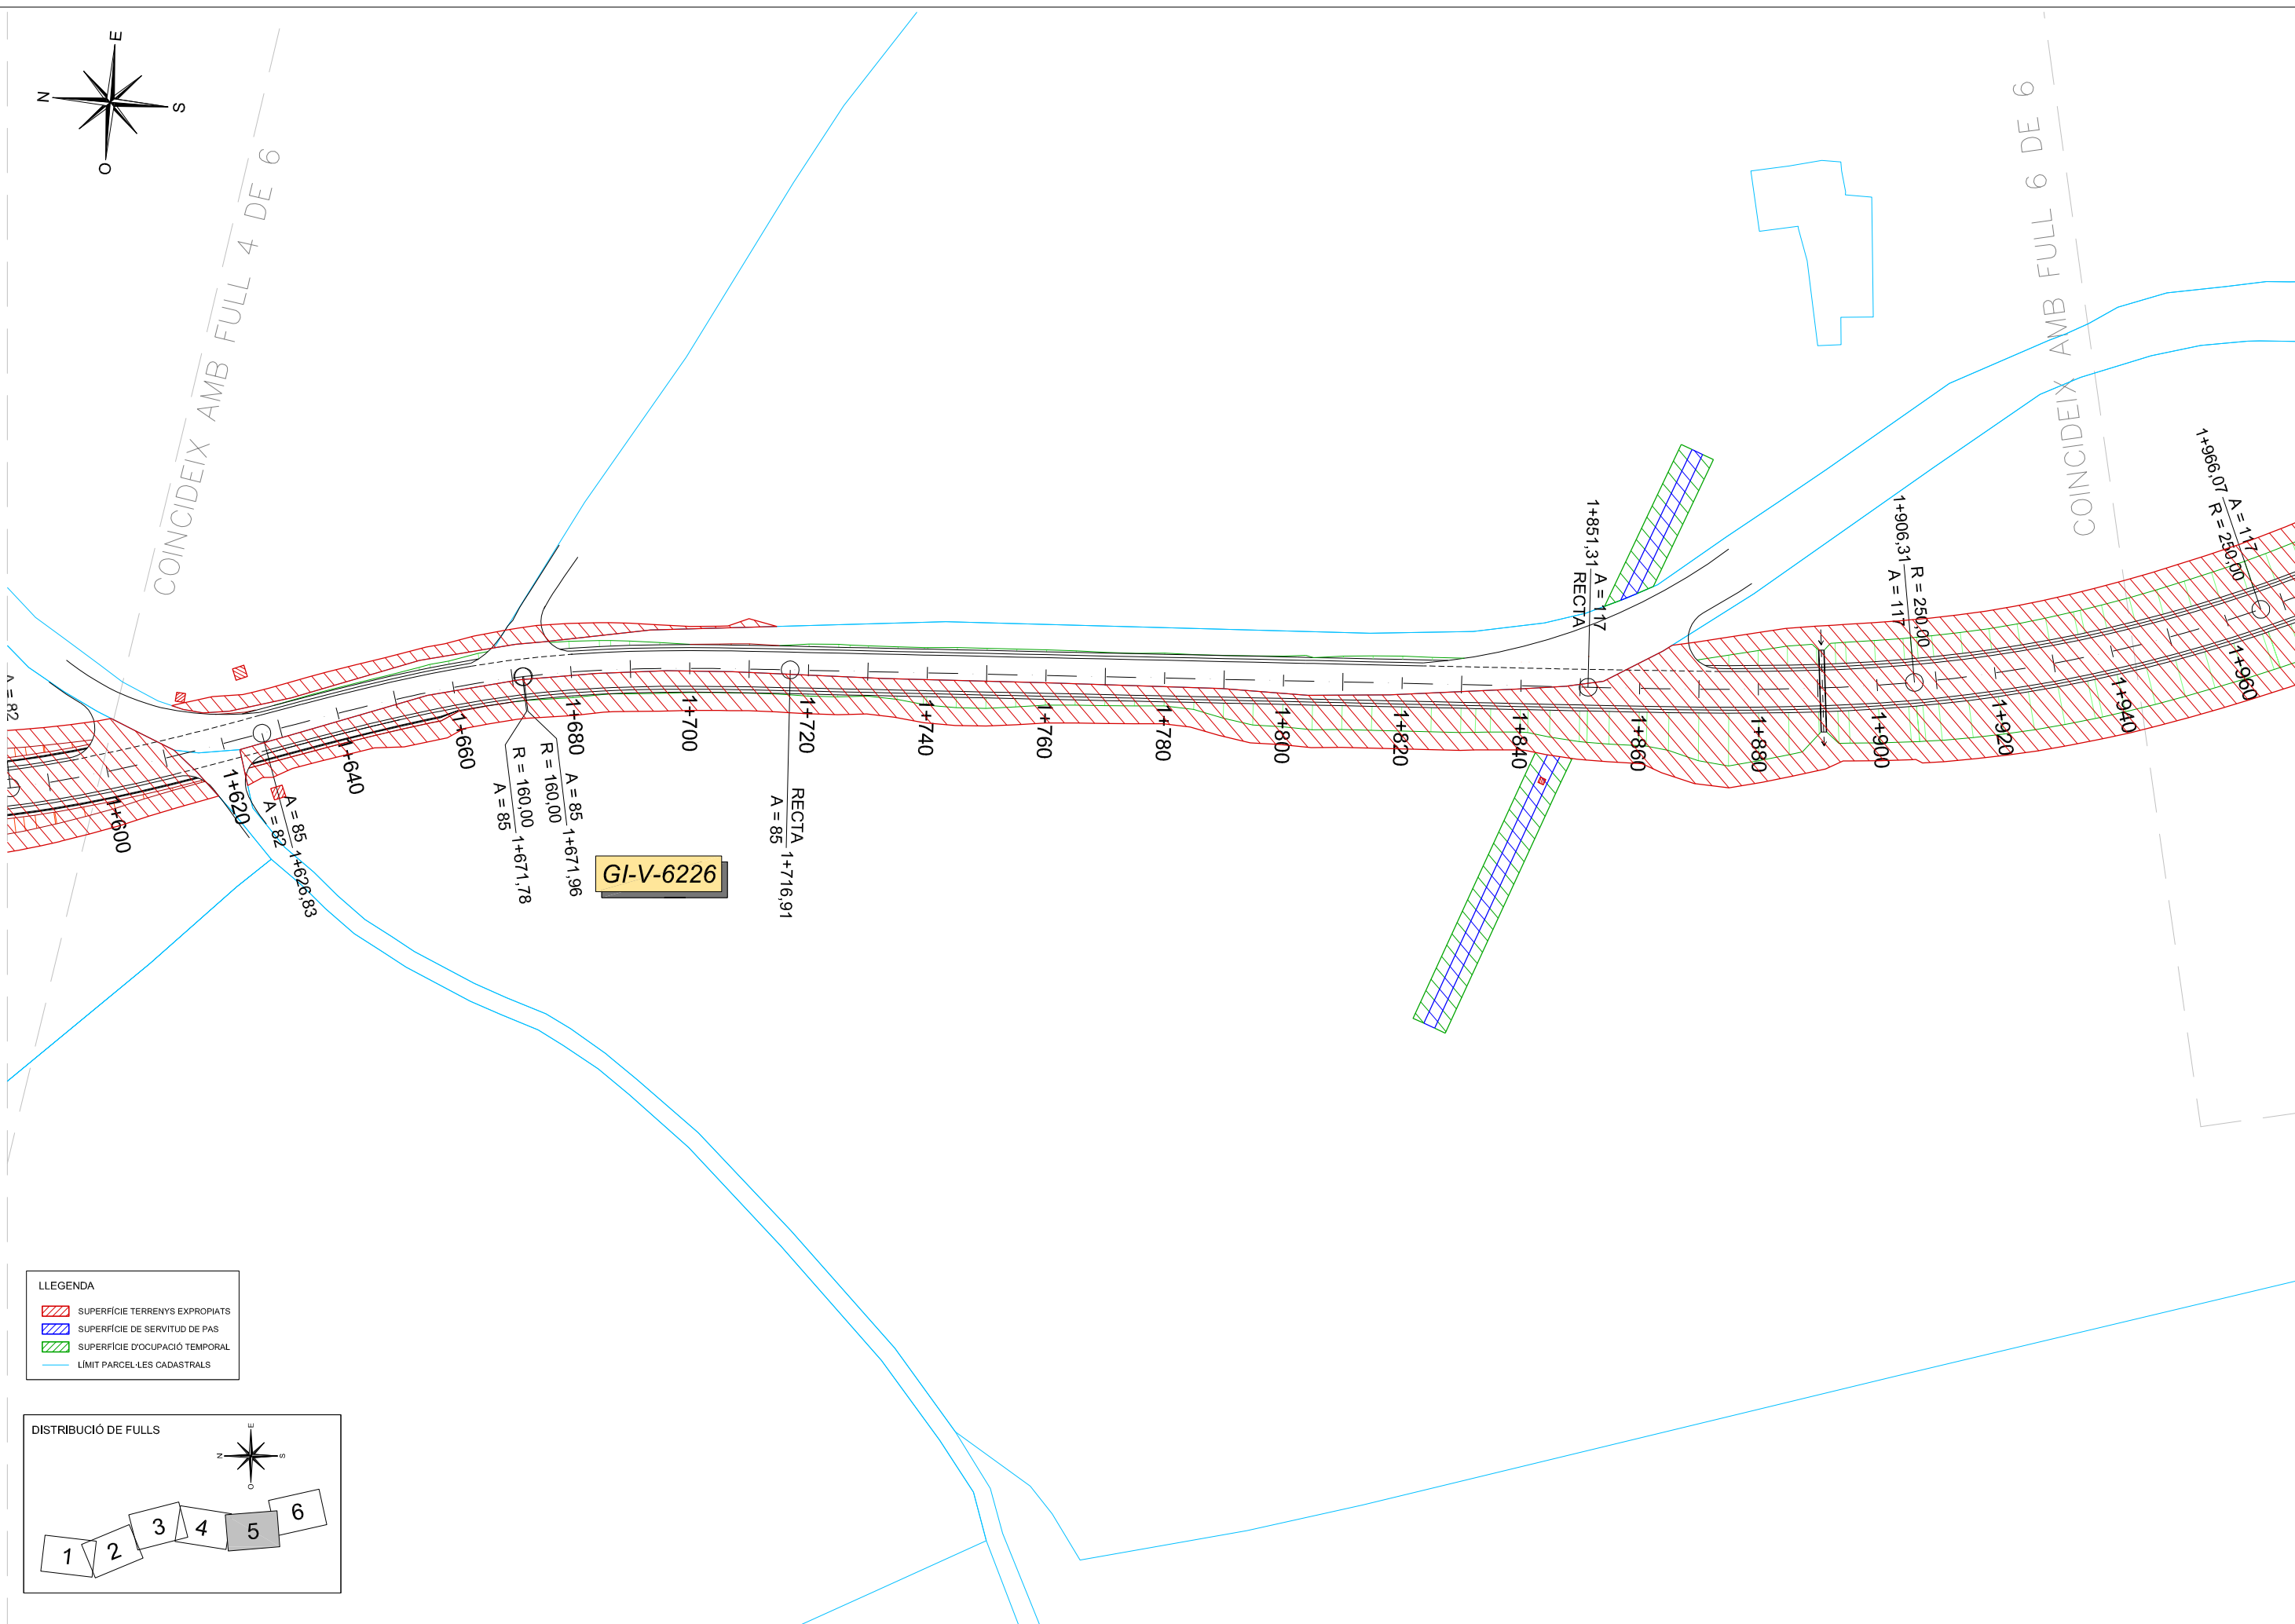 E
N
S
O
COINCIDEIX AMB FULL 4 DE 6
COINCIDEIX AMB FULL 6 DE 6
A = 82
1+600
1+620
1+640
1+660
1+680
1+700
1+720
1+740
1+760
1+780
1+800
1+820
1+840
1+860
1+880
1+900
1+920
1+940
1+960
A = 85
A = 82
1+626,83
R = 160,00
A = 85
1+671,78
A = 85
R = 160,00
1+671,96
RECTA
A = 85
1+716,91
1+851,31
A = 117
RECTA
1+906,31
R = 250,00
A = 117
1+966,07
A = 117
R = 250,00
GI-V-6226
LLEGENDA
SUPERFÍCIE TERRENYS EXPROPIATS
SUPERFÍCIE DE SERVITUD DE PAS
SUPERFÍCIE D'OCUPACIÓ TEMPORAL
LÍMIT PARCEL·LES CADASTRALS
DISTRIBUCIÓ DE FULLS
E
N
S
O
1
2
3
4
5
6